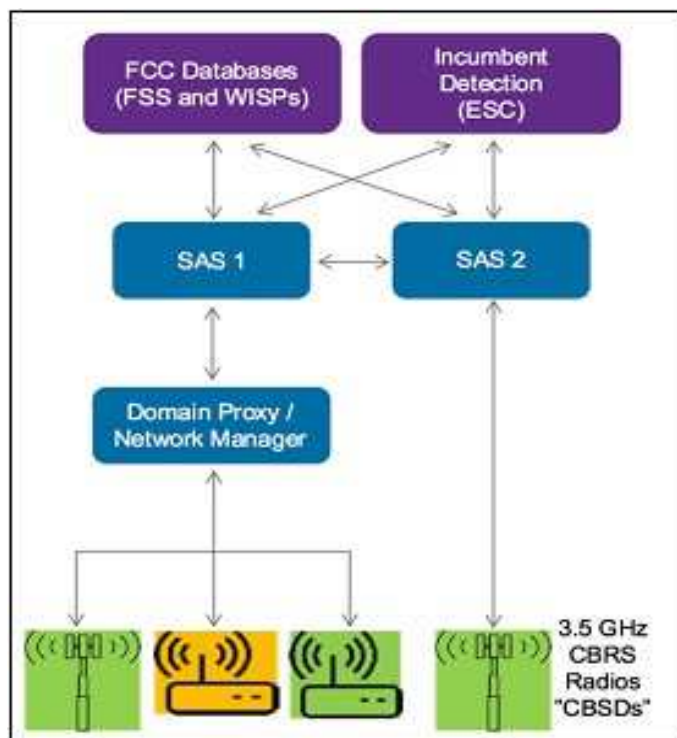 FCC Databases
(FSS and WISPs)
Incumbent
Detection
(ESC)
SAS 1
SAS 2
Domain Proxy /
Network Manager
3.5 GHz
CBRS
Radios
"CBSDs"